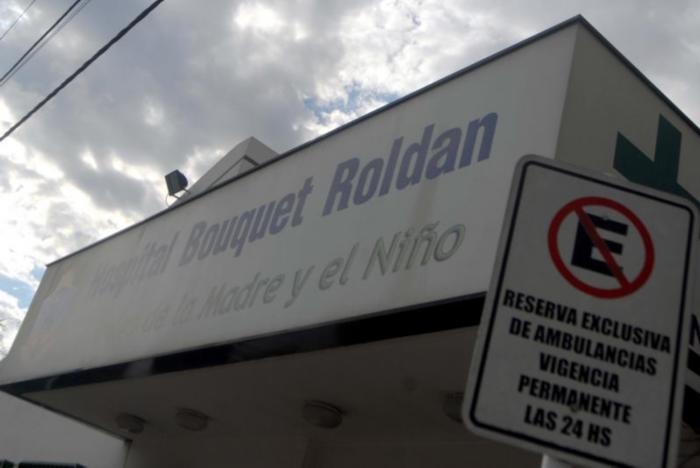 Hospital Bouquet Roldan
de la Madre y el Niño
E
RESERVA EXCLUSIVA
DE AMBULANCIAS
VIGENCIA
PERMANENTE
LAS 24 HS